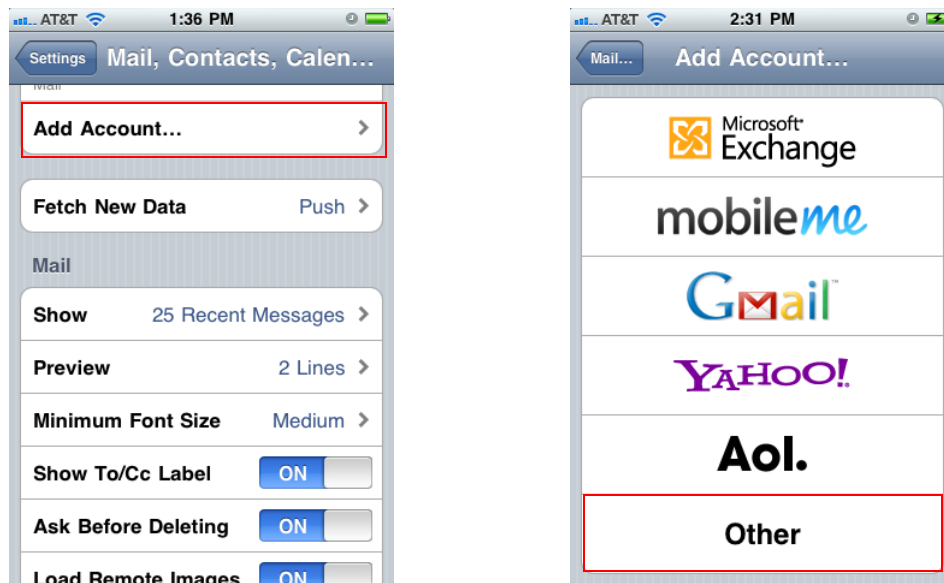 AT&T 1:36 PM
Settings Mail, Contacts, Calen...
Mail
Add Account...
Fetch New Data Push
Mail
Show 25 Recent Messages
Preview 2 Lines
Minimum Font Size Medium
Show To/Cc Label ON
Ask Before Deleting ON
Load Remote Images ON
AT&T 2:31 PM
Mail... Add Account...
Microsoft
Exchange
mobileme
Gmail™
YAHOO!
Aol.
Other